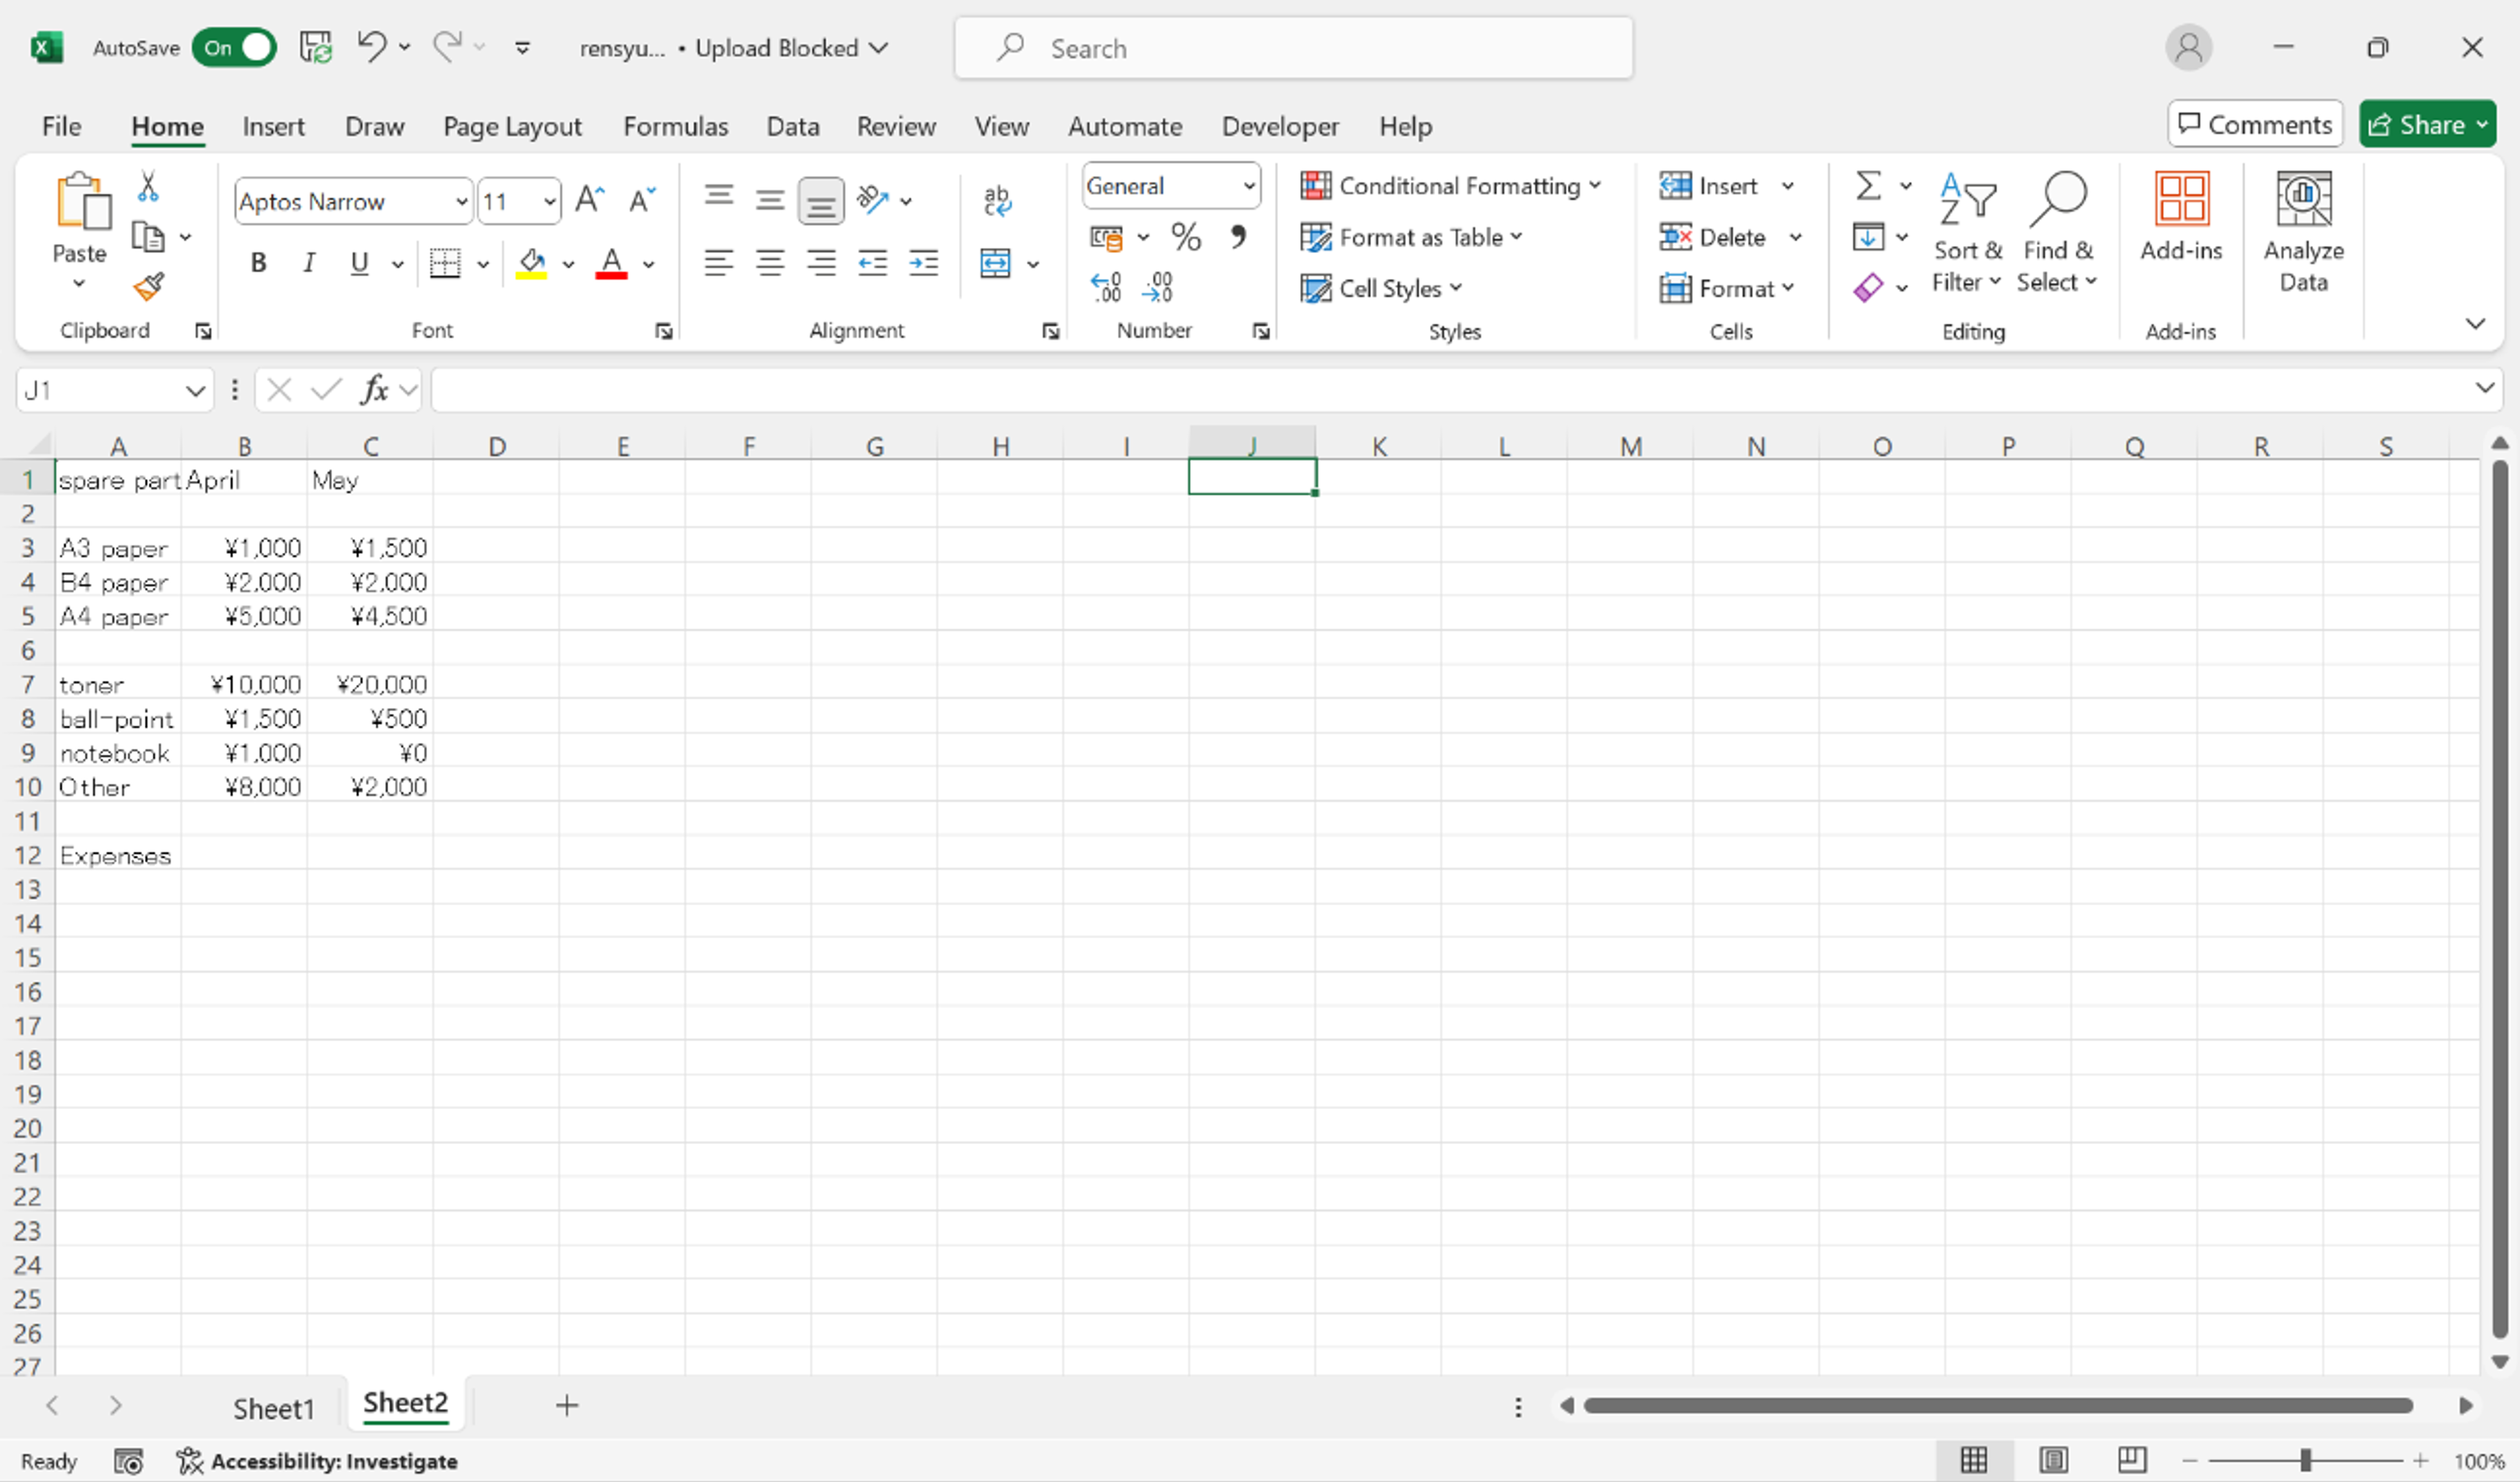 AutoSave On rensyu... • Upload Blocked Search
File Home Insert Draw Page Layout Formulas Data Review View Automate Developer Help Comments Share
Paste
Clipboard
Aptos Narrow 11
B I U A
Font
ab
c
Alignment
General
% 9
.00 .00
Number
Conditional Formatting
Format as Table
Cell Styles
Styles
Insert
Delete
Format
Cells
Sort & Filter
Find & Select
Editing
Add-ins
Add-ins
Analyze Data
J1 fx
A B C D E F G H I J K L M N O P Q R S
1 spare part April May
2
3 A3 paper ¥1,000 ¥1,500
4 B4 paper ¥2,000 ¥2,000
5 A4 paper ¥5,000 ¥4,500
6
7 toner ¥10,000 ¥20,000
8 ball-point ¥1,500 ¥500
9 notebook ¥1,000 ¥0
10 Other ¥8,000 ¥2,000
11
12 Expenses
13
14
15
16
17
18
19
20
21
22
23
24
25
26
27
Sheet1 Sheet2 +
Ready Accessibility: Investigate 100%